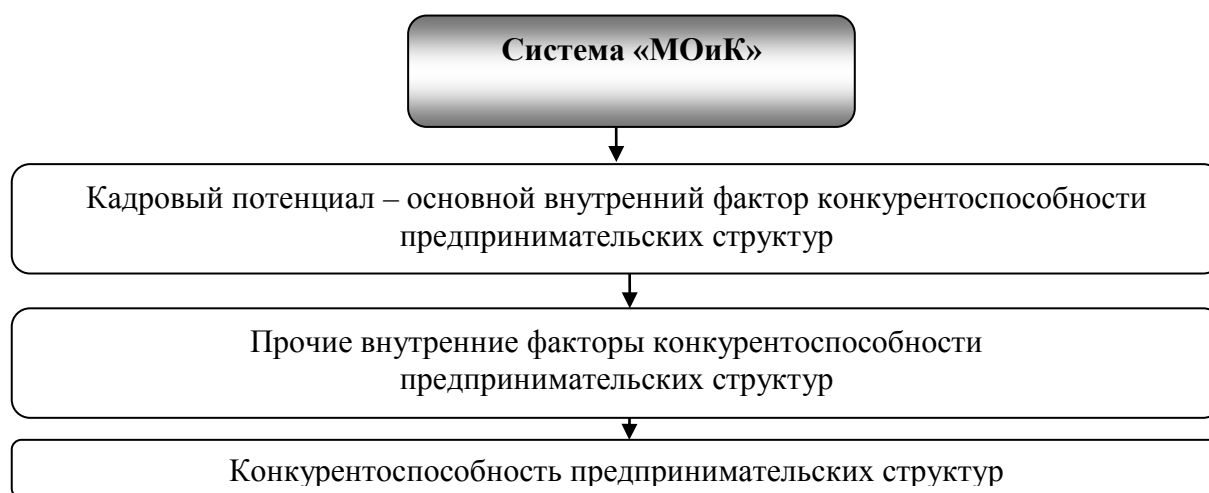 Система «МОиК»
Кадровый потенциал – основной внутренний фактор конкурентоспособности
предпринимательских структур
Прочие внутренние факторы конкурентоспособности
предпринимательских структур
Конкурентоспособность предпринимательских структур